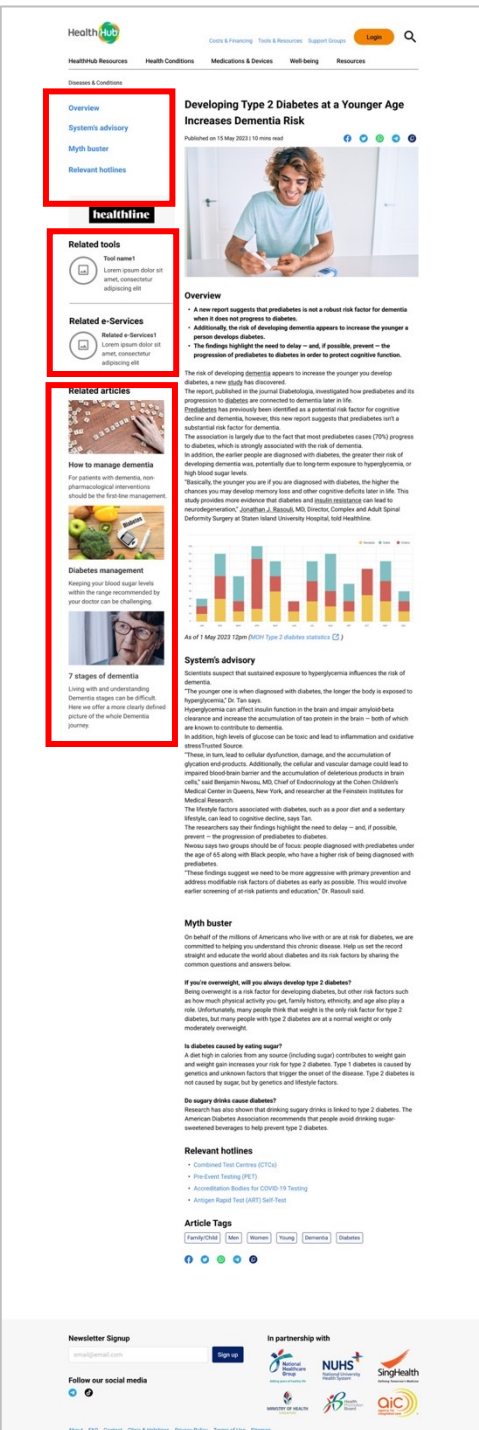 Health Hub
Costs & Financing Tools & Resources Support Groups Login
HealthHub Resources Health Conditions Medications & Devices Well-being Resources
Diseases & Conditions
Overview
System's advisory
Myth buster
Relevant hotlines
healthline
Related tools
Tool name1
Lorem ipsum dolor sit
amet, consectetur
adipiscing elit
Related e-Services
Related e-Services1
Lorem ipsum dolor sit
amet, consectetur
adipiscing elit
Related articles
How to manage dementia
For patients with dementia, non-
pharmacological interventions
should be the first-line management.
Diabetes
Diabetes management
Keeping your blood sugar levels
within the range recommended by
your doctor can be challenging.
7 stages of dementia
Living with and understanding
Dementia stages can be difficult.
Here we offer a more clearly defined
picture of the whole Dementia
journey.
Developing Type 2 Diabetes at a Younger Age
Increases Dementia Risk
Published on 15 May 2023 | 10 mins read
Overview
• A new report suggests that prediabetes is not a robust risk factor for dementia
when it does not progress to diabetes.
• Additionally, the risk of developing dementia appears to increase the younger a
person develops diabetes.
• The findings highlight the need to delay — and, if possible, prevent — the
progression of prediabetes to diabetes in order to protect cognitive function.
The risk of developing dementia appears to increase the younger you develop
diabetes, a new study has discovered.
The report, published in the journal Diabetologia, investigated how prediabetes and its
progression to diabetes are connected to dementia later in life.
Prediabetes has previously been identified as a potential risk factor for cognitive
decline and dementia, however, this new report suggests that prediabetes isn't a
substantial risk factor for dementia.
The association is largely due to the fact that most prediabetes cases (70%) progress
to diabetes, which is strongly associated with the risk of dementia.
In addition, the earlier people are diagnosed with diabetes, the greater their risk of
developing dementia was, potentially due to long-term exposure to hyperglycemia, or
high blood sugar levels.
"Basically, the younger you are if you are diagnosed with diabetes, the higher the
chances you may develop memory loss and other cognitive deficits later in life. This
study provides more evidence that diabetes and insulin resistance can lead to
neurodegeneration," Jonathan J. Rasouli, MD, Director, Complex and Adult Spinal
Deformity Surgery at Staten Island University Hospital, told Healthline.
As of 1 May 2023 12pm (MOH Type 2 diabites statistics )
System's advisory
Scientists suspect that sustained exposure to hyperglycemia influences the risk of
dementia.
"The younger one is when diagnosed with diabetes, the longer the body is exposed to
hyperglycemia," Dr. Tan says.
Hyperglycemia can affect insulin function in the brain and impair amyloid-beta
clearance and increase the accumulation of tao protein in the brain — both of which
are known to contribute to dementia.
In addition, high levels of glucose can be toxic and lead to inflammation and oxidative
stressTrusted Source.
"These, in turn, lead to cellular dysfunction, damage, and the accumulation of
glycation end-products. Additionally, the cellular and vascular damage could lead to
impaired blood-brain barrier and the accumulation of deleterious products in brain
cells," said Benjamin Nwosu, MD, Chief of Endocrinology at the Cohen Children's
Medical Center in Queens, New York, and researcher at the Feinstein Institutes for
Medical Research.
The lifestyle factors associated with diabetes, such as a poor diet and a sedentary
lifestyle, can lead to cognitive decline, says Tan.
The researchers say their findings highlight the need to delay — and, if possible,
prevent — the progression of prediabetes to diabetes.
Nwosu says two groups should be of focus: people diagnosed with prediabetes under
the age of 65 along with Black people, who have a higher risk of being diagnosed with
prediabetes.
"These findings suggest we need to be more aggressive with primary prevention and
address modifiable risk factors of diabetes as early as possible. This would involve
earlier screening of at-risk patients and education," Dr. Rasouli said.
Myth buster
On behalf of the millions of Americans who live with or are at risk for diabetes, we are
committed to helping you understand this chronic disease. Help us set the record
straight and educate the world about diabetes and its risk factors by sharing the
common questions and answers below.
If you're overweight, will you always develop type 2 diabetes?
Being overweight is a risk factor for developing diabetes, but other risk factors such
as how much physical activity you get, family history, ethnicity, and age also play a
role. Unfortunately, many people think that weight is the only risk factor for type 2
diabetes, but many people with type 2 diabetes are at a normal weight or only
moderately overweight.
Is diabetes caused by eating sugar?
A diet high in calories from any source (including sugar) contributes to weight gain
and weight gain increases your risk for type 2 diabetes. Type 1 diabetes is caused by
genetics and unknown factors that trigger the onset of the disease. Type 2 diabetes is
not caused by sugar, but by genetics and lifestyle factors.
Do sugary drinks cause diabetes?
Research has also shown that drinking sugary drinks is linked to type 2 diabetes. The
American Diabetes Association recommends that people avoid drinking sugar-
sweetened beverages to help prevent type 2 diabetes.
Relevant hotlines
• Combined Test Centres (CTCs)
• Pre-Event Testing (PET)
• Accreditation Bodies for COVID-19 Testing
• Antigen Rapid Test (ART) Self-Test
Article Tags
Family/Child Men Women Young Dementia Diabetes
Newsletter Signup
email@email.com Sign up
Follow our social media
In partnership with
National
Healthcare
Group
NUHS
National University
Health System
SingHealth
MINISTRY OF HEALTH
Health
Promotion
Board
aic
About FAQ Contact Clinic & Hotlines Privacy Policy Terms of Use Sitemap